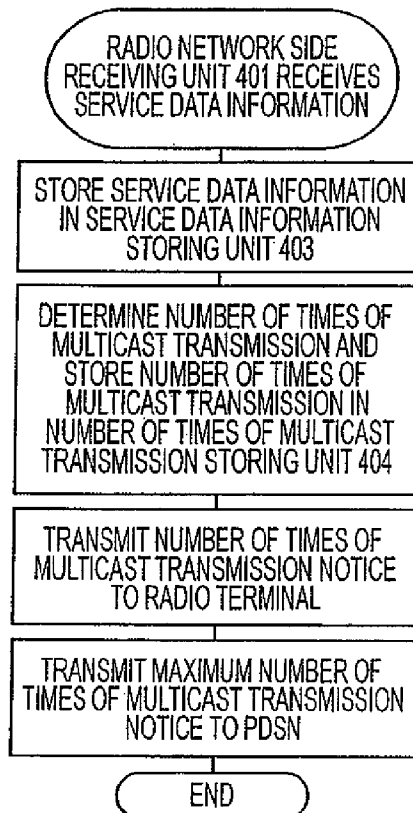 RADIO NETWORK SIDE
RECEIVING UNIT 401 RECEIVES
SERVICE DATA INFORMATION
STORE SERVICE DATA INFORMATION
IN SERVICE DATA INFORMATION
STORING UNIT 403
DETERMINE NUMBER OF TIMES OF
MULTICAST TRANSMISSION AND
STORE NUMBER OF TIMES OF
MULTICAST TRANSMISSION IN
NUMBER OF TIMES OF MULTICAST
TRANSMISSION STORING UNIT 404
TRANSMIT NUMBER OF TIMES OF
MULTICAST TRANSMISSION NOTICE
TO RADIO TERMINAL
TRANSMIT MAXIMUM NUMBER OF
TIMES OF MULTICAST TRANSMISSION
NOTICE TO PDSN
END